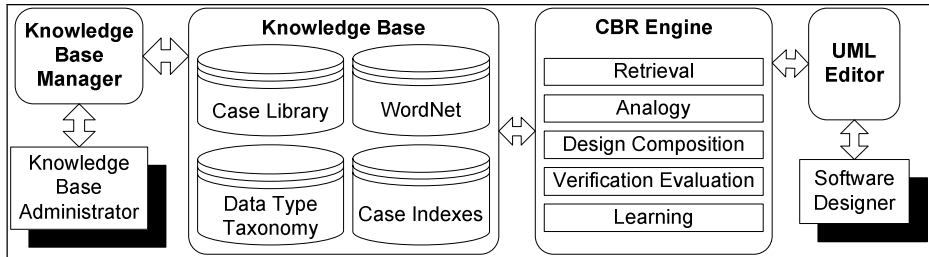 Knowledge
Base
Manager
Knowledge
Base
Administrator
Knowledge Base
Case Library
WordNet
Data Type
Taxonomy
Case Indexes
CBR Engine
Retrieval
Analogy
Design Composition
Verification Evaluation
Learning
UML
Editor
Software
Designer